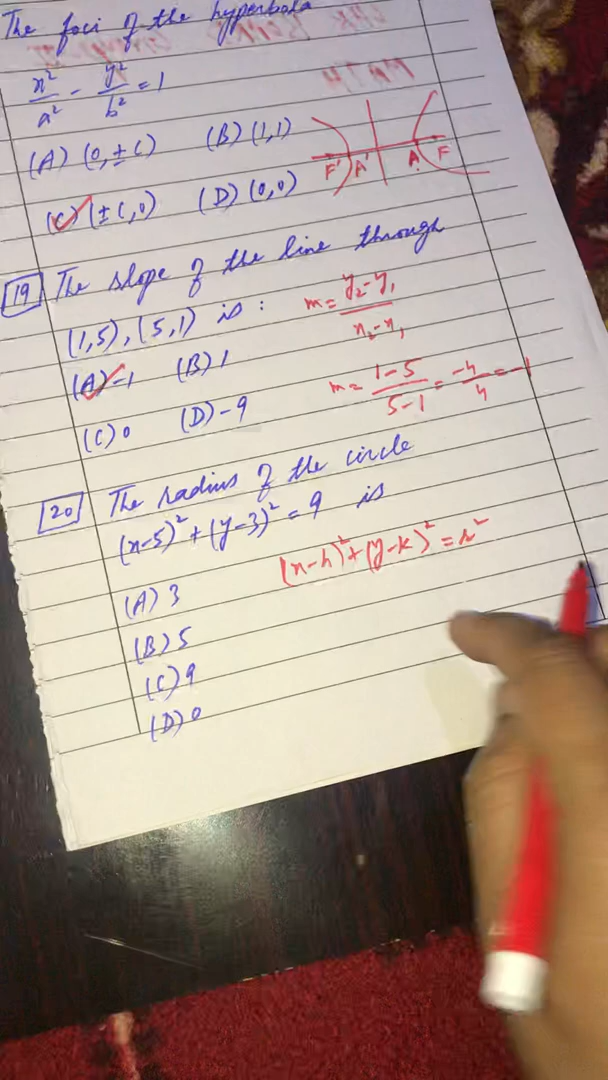 The foci of the hyperbola
x²/a² - y²/b² = 1
(A) (0, ± c) (B) (1,1)
(C) (± c, 0) (D) (0,0)
F' A' A F
19 The slope of the line through
(1,5), (5,1) is :
m = y₂-y₁/x₂-x₁
(A) -1 (B) 1
m = 1-5/5-1 = -4/4 = -1
(C) 0 (D) -9
20 The radius of the circle
(x-5)² + (y-3)² = 9 is
(x-h)² + (y-k)² = r²
(A) 3
(B) 5
(C) 9
(D) 0